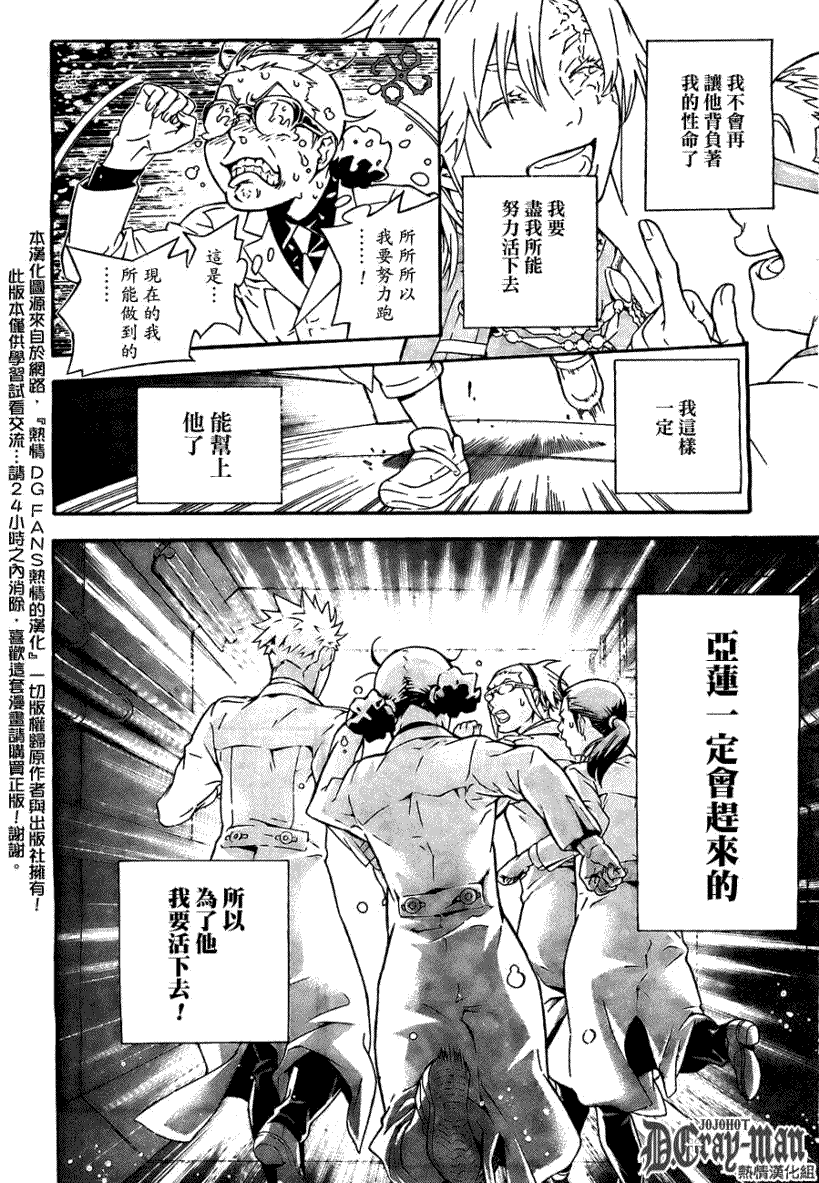 我不會再
讓他背負著
我的性命了
我要
盡我所能
努力活下去
所所所以
我要努力跑
……！
這是…
現在的我
所能做到的
……
我這樣
一定
能幫上
他了
亞蓮一定會趕來的
所以
為了他
我要活下去！
本漢化圖源來自於網路，『熱情DG FANS熱情的漢化』一切版權歸原作者與出版社擁有！
此版本僅供學習試看交流…請24小時之內消除，喜歡這套漫畫請購買正版！謝謝。
JOJOHOT
D.Gray-man
熱情漢化組